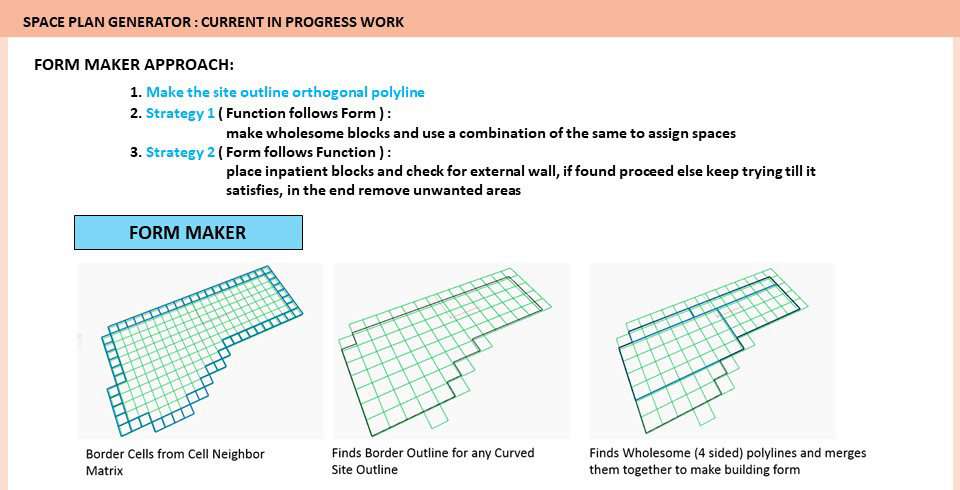 SPACE PLAN GENERATOR : CURRENT IN PROGRESS WORK
FORM MAKER APPROACH:
1. Make the site outline orthogonal polyline
2. Strategy 1 ( Function follows Form ) :
make wholesome blocks and use a combination of the same to assign spaces
3. Strategy 2 ( Form follows Function ) :
place inpatient blocks and check for external wall, if found proceed else keep trying till it
satisfies, in the end remove unwanted areas
FORM MAKER
Border Cells from Cell Neighbor
Matrix
Finds Border Outline for any Curved
Site Outline
Finds Wholesome (4 sided) polylines and merges
them together to make building form